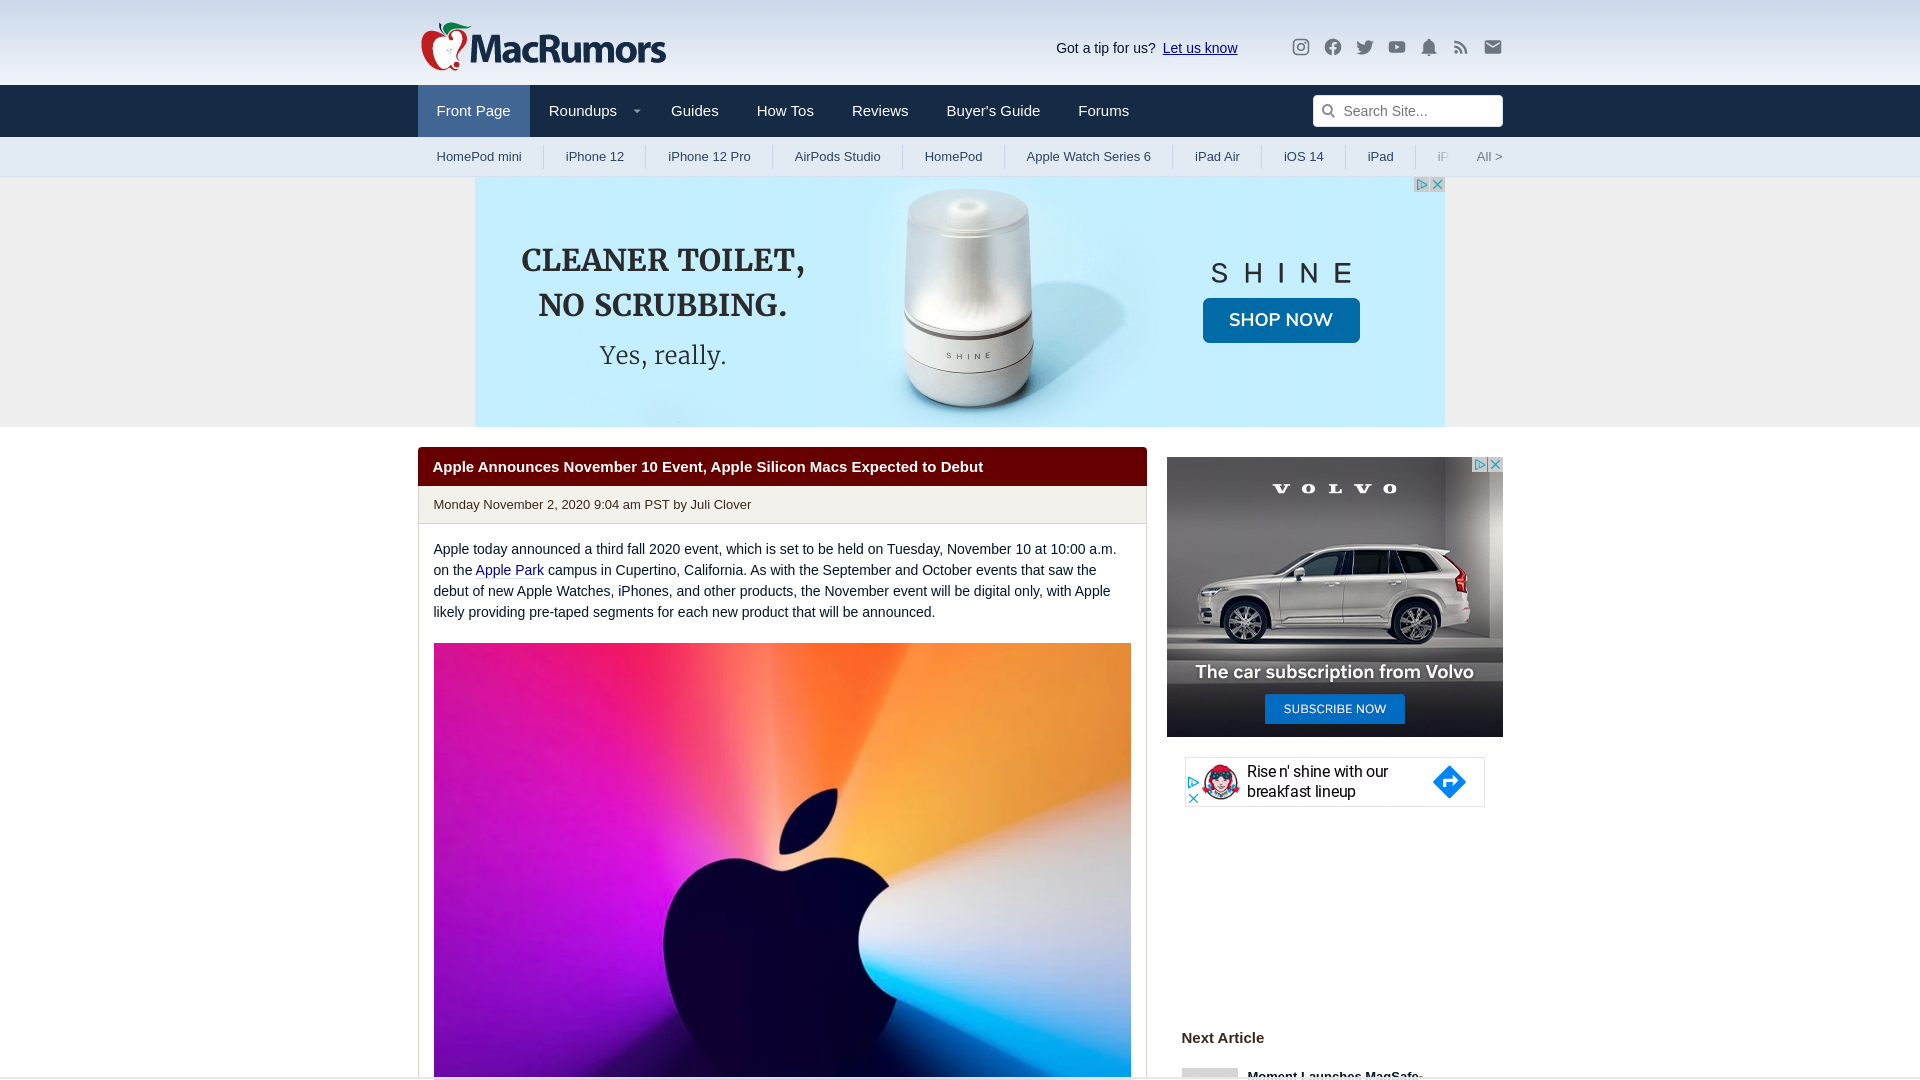 MacRumors
Got a tip for us? Let us know
Front Page
Roundups
Guides
How Tos
Reviews
Buyer's Guide
Forums
Search Site...
HomePod mini
iPhone 12
iPhone 12 Pro
AirPods Studio
HomePod
Apple Watch Series 6
iPad Air
iOS 14
iPad
iP
All >
CLEANER TOILET,
NO SCRUBBING.
Yes, really.
SHINE
SHINE
SHOP NOW
Apple Announces November 10 Event, Apple Silicon Macs Expected to Debut
Monday November 2, 2020 9:04 am PST by Juli Clover
Apple today announced a third fall 2020 event, which is set to be held on Tuesday, November 10 at 10:00 a.m.
on the Apple Park campus in Cupertino, California. As with the September and October events that saw the
debut of new Apple Watches, iPhones, and other products, the November event will be digital only, with Apple
likely providing pre-taped segments for each new product that will be announced.
VOLVO
The car subscription from Volvo
SUBSCRIBE NOW
Rise n' shine with our
breakfast lineup
Next Article
Moment Launches MagSafe-